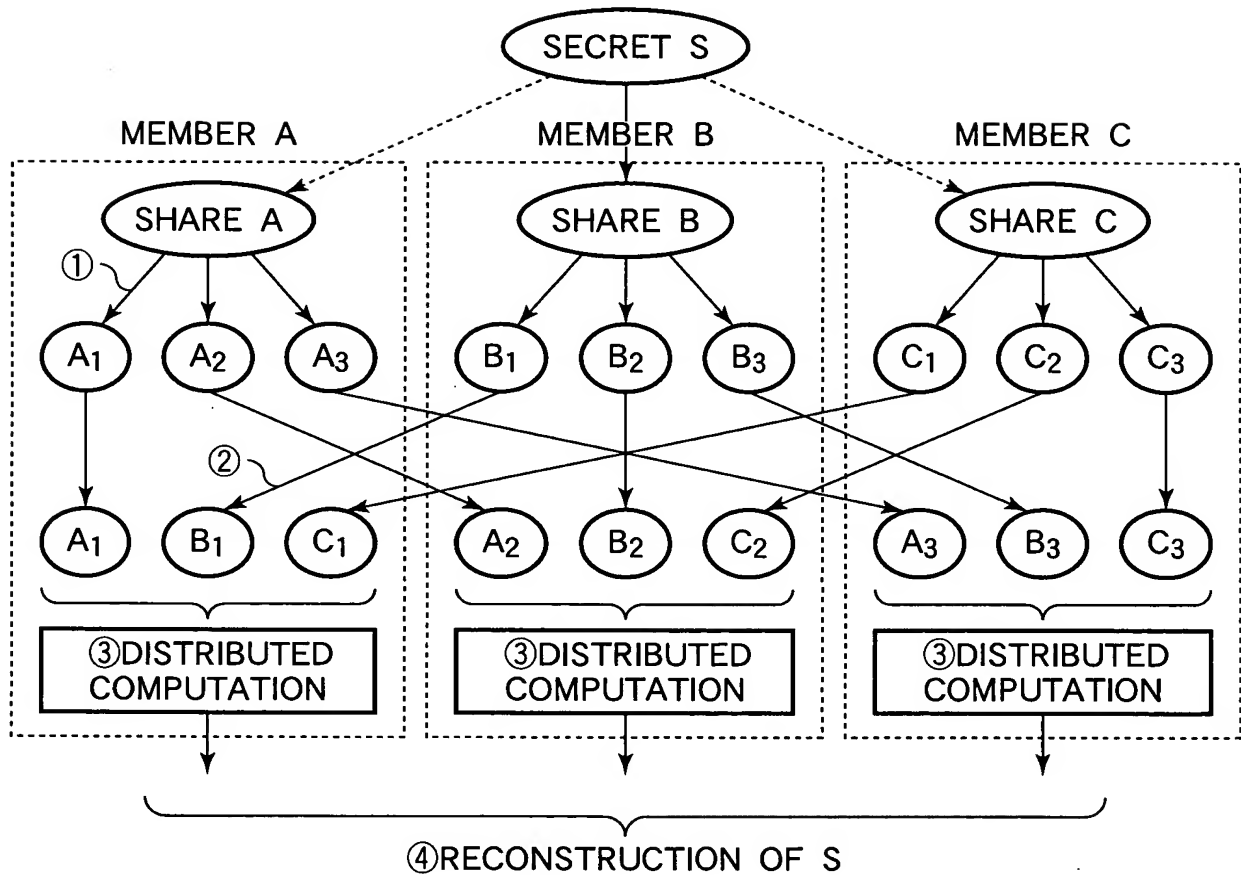 SECRET S
MEMBER A MEMBER B MEMBER C
SHARE A SHARE B SHARE C
①
A1 A2 A3 B1 B2 B3 C1 C2 C3
②
A1 B1 C1 A2 B2 C2 A3 B3 C3
③DISTRIBUTED COMPUTATION
③DISTRIBUTED COMPUTATION
③DISTRIBUTED COMPUTATION
④RECONSTRUCTION OF S